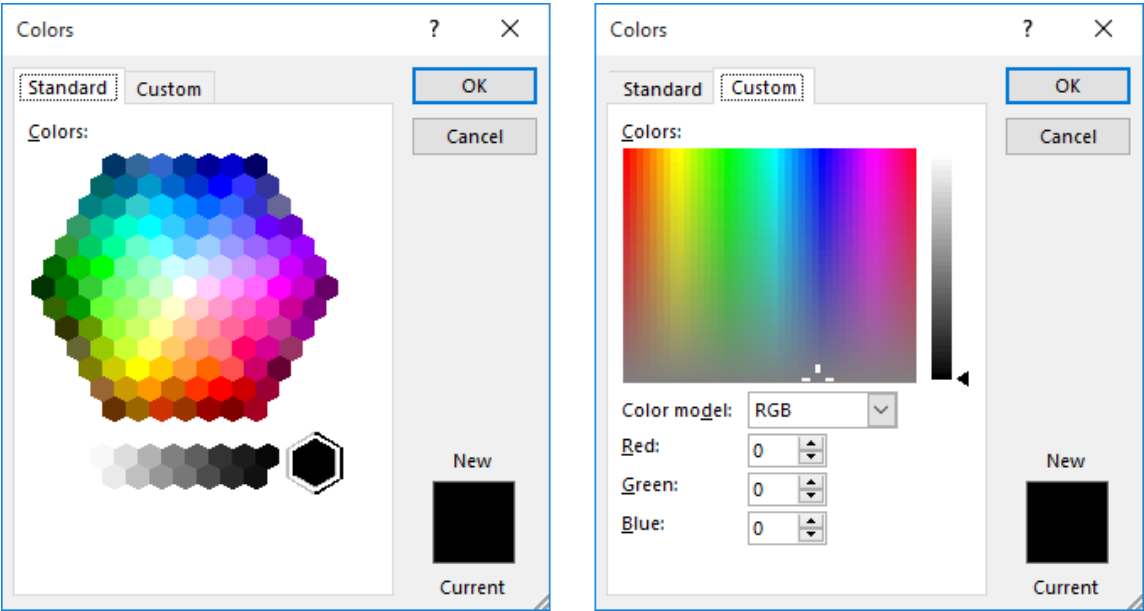 Colors ? ×
Standard Custom OK
Colors: Cancel
New
Current
Colors ? ×
Standard Custom OK
Colors: Cancel
Color model: RGB
Red: 0
Green: 0
Blue: 0
New
Current